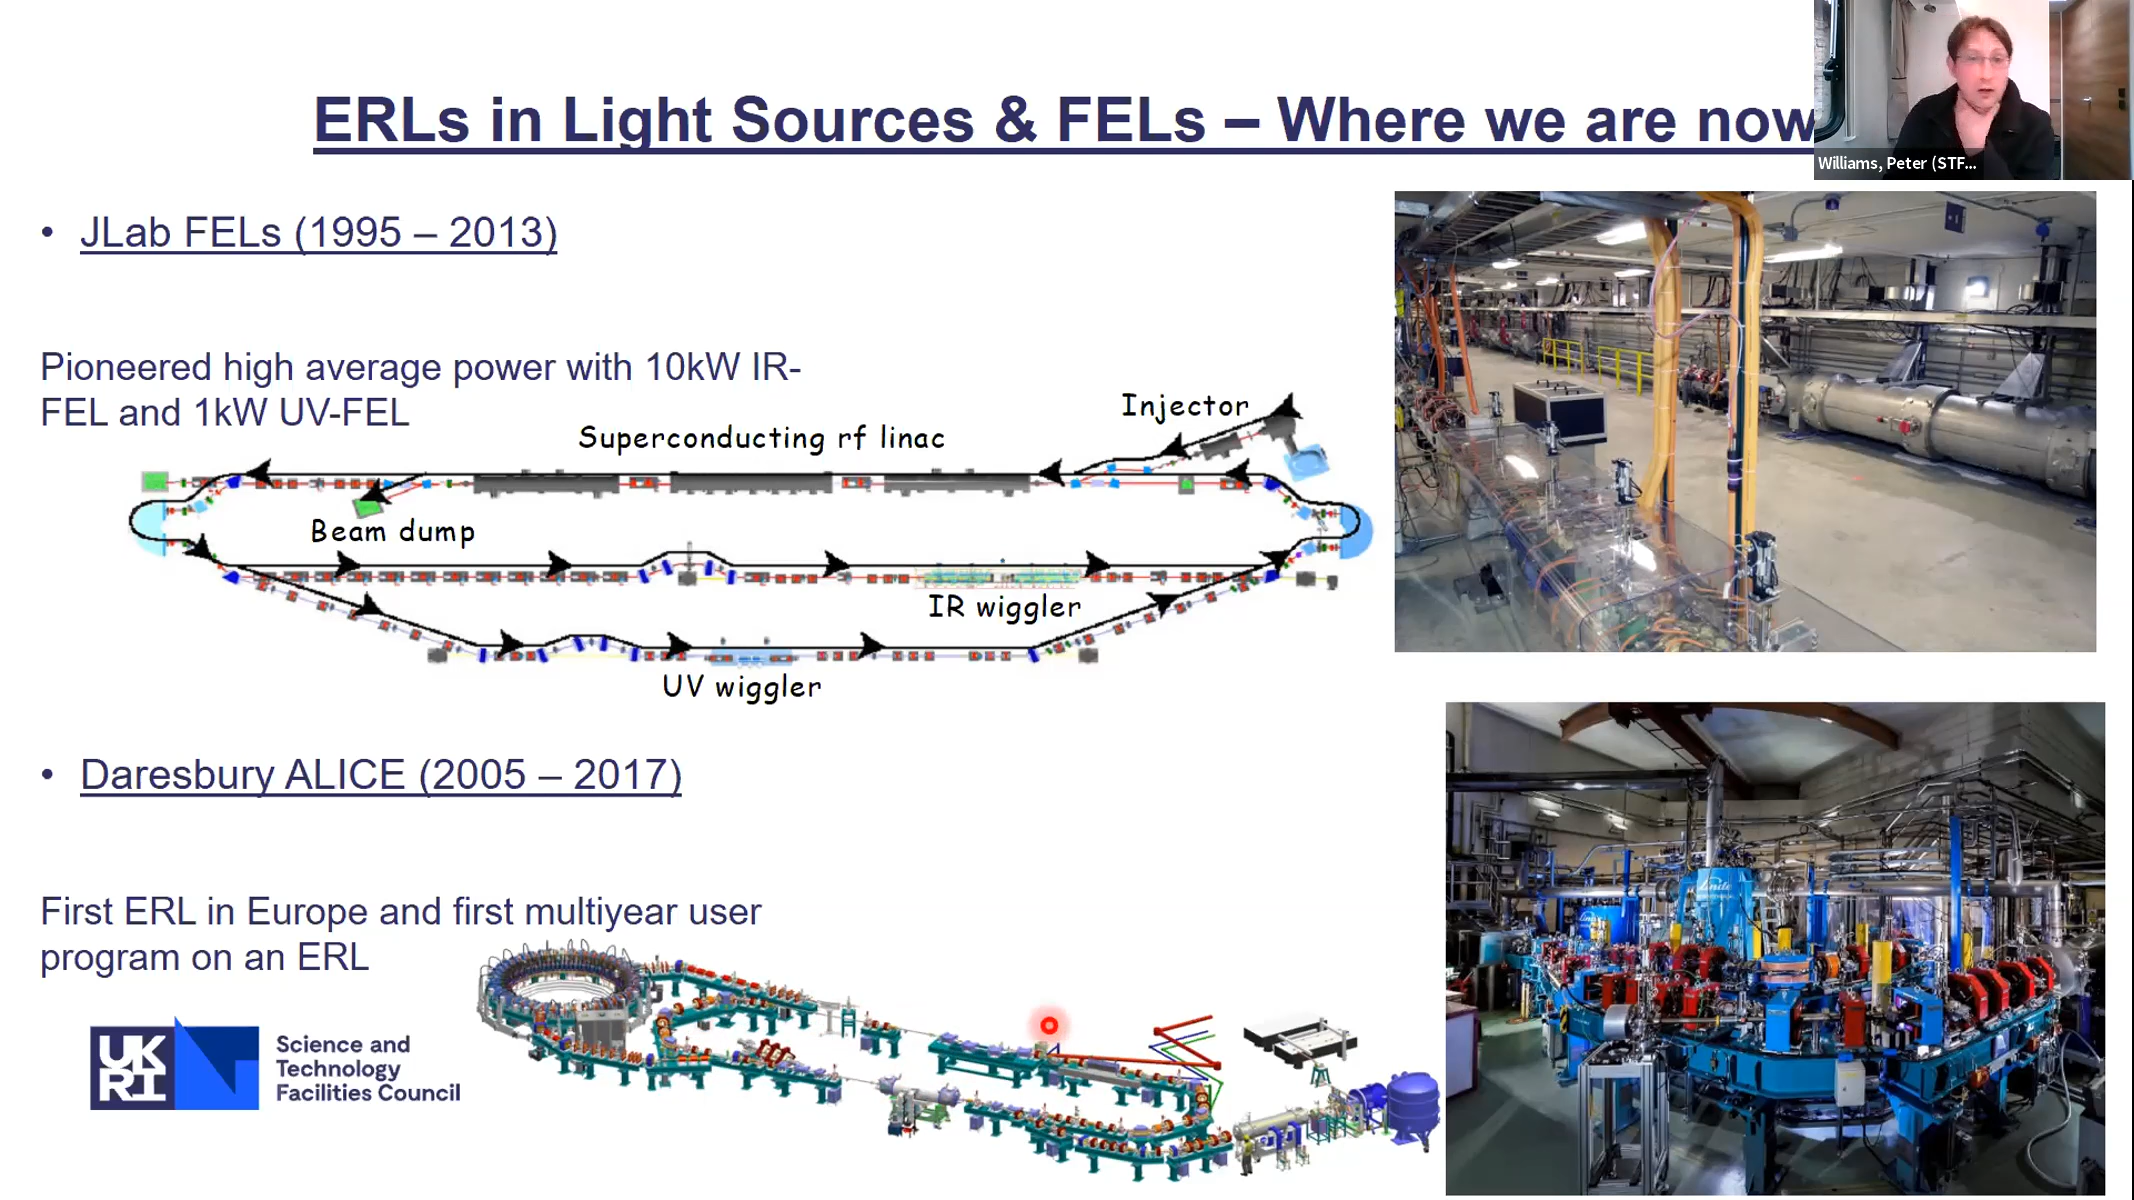 ERLs in Light Sources & FELs – Where we are now
Williams, Peter (STF...
• JLab FELs (1995 – 2013)
Pioneered high average power with 10kW IR-
FEL and 1kW UV-FEL
Injector
Superconducting rf linac
Beam dump
IR wiggler
UV wiggler
• Daresbury ALICE (2005 – 2017)
First ERL in Europe and first multiyear user
program on an ERL
UK
RI
Science and
Technology
Facilities Council
Linde